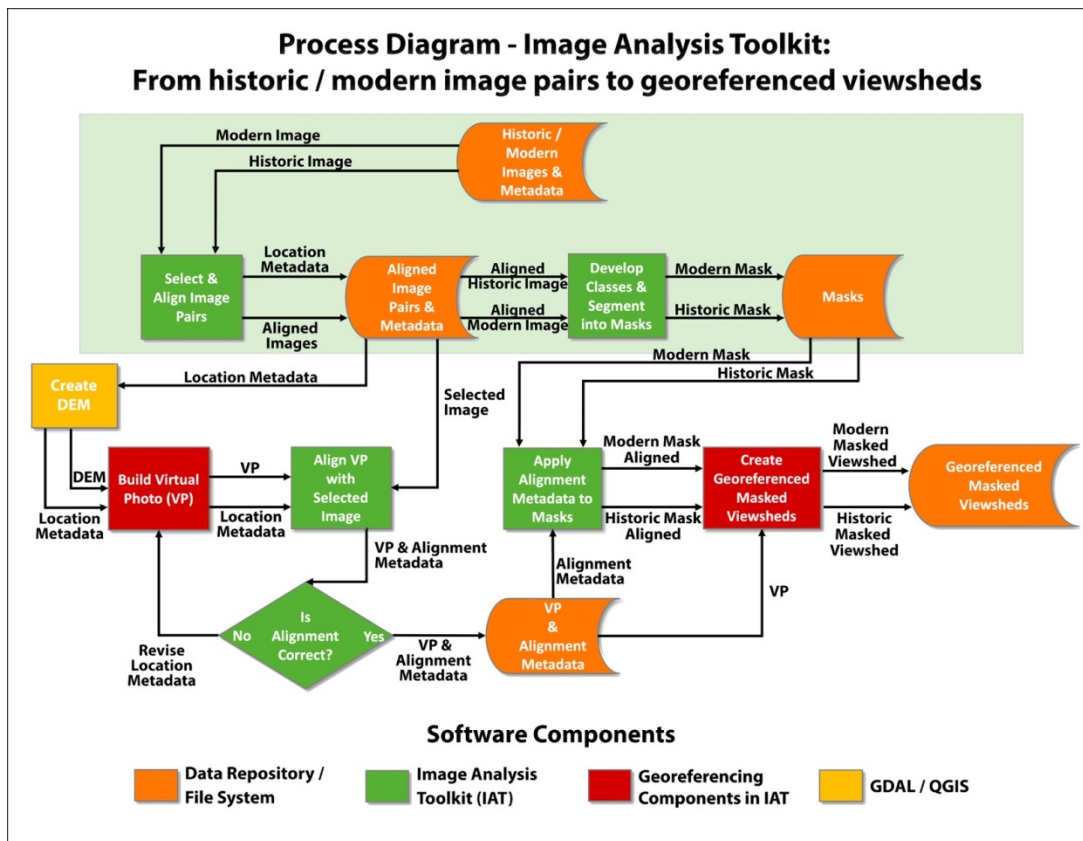 Process Diagram - Image Analysis Toolkit:
From historic / modern image pairs to georeferenced viewsheds
Modern Image
Historic Image
Historic /
Modern
Images &
Metadata
Select &
Align Image
Pairs
Location
Metadata
Aligned
Images
Aligned
Image
Pairs &
Metadata
Aligned
Historic Image
Aligned
Modern Image
Develop
Classes &
Segment
into Masks
Modern Mask
Historic Mask
Masks
Modern Mask
Historic Mask
Location Metadata
Selected
Image
Create
DEM
DEM
Location
Metadata
Build Virtual
Photo (VP)
VP
Location
Metadata
Align VP
with
Selected
Image
VP & Alignment
Metadata
Apply
Alignment
Metadata to
Masks
Modern Mask
Aligned
Historic Mask
Aligned
Create
Georeferenced
Masked
Viewsheds
Modern
Masked
Viewshed
Historic
Masked
Viewshed
Georeferenced
Masked
Viewsheds
Alignment
Metadata
VP
Is
Alignment
Correct?
No
Yes
Revise
Location
Metadata
VP &
Alignment
Metadata
VP
&
Alignment
Metadata
Software Components
Data Repository /
File System
Image Analysis
Toolkit (IAT)
Georeferencing
Components in IAT
GDAL / QGIS